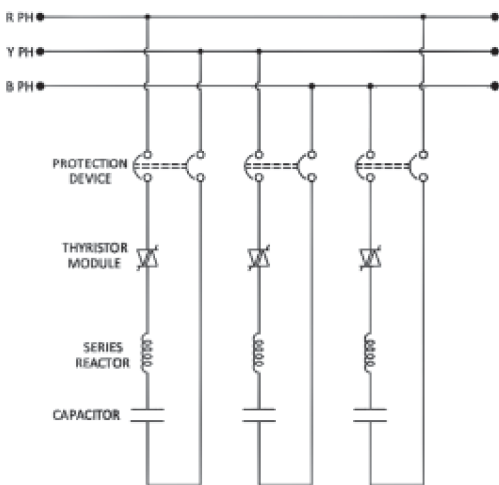 R PH
Y PH
B PH
PROTECTION
DEVICE
THYRISTOR
MODULE
SERIES
REACTOR
CAPACITOR